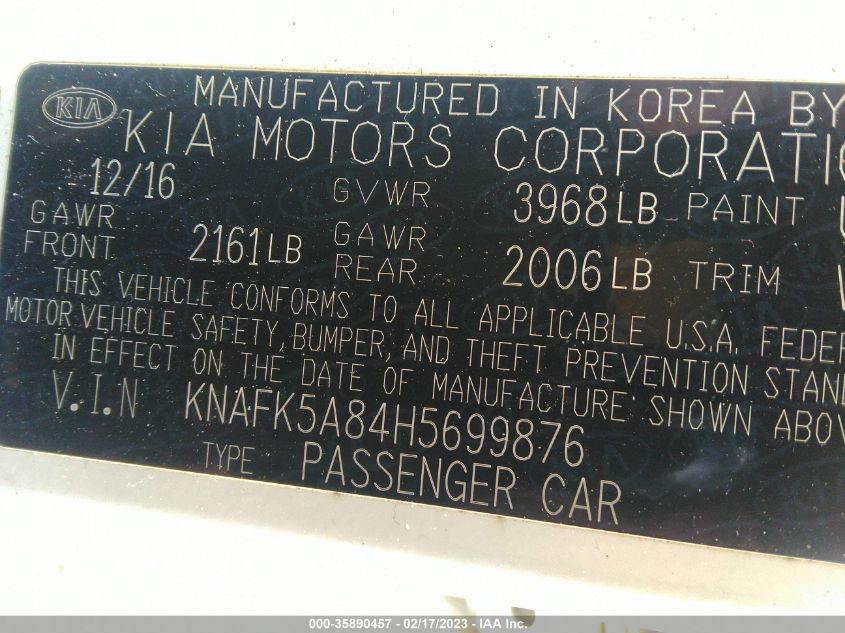 KIA
MANUFACTURED IN KOREA BY
KIA MOTORS CORPORATI
12/16 GVWR 3968LB PAINT
GAWR FRONT 2161LB GAWR REAR 2006LB TRIM
THIS VEHICLE CONFORMS TO ALL APPLICABLE U.S.A. FEDER
MOTOR VEHICLE SAFETY, BUMPER, AND THEFT PREVENTION STAND
IN EFFECT ON THE DATE OF MANUFACTURE SHOWN ABOV
V.I.N KNAFK5A84H5699876
TYPE PASSENGER CAR
000-35890457 - 02/17/2023 - IAA Inc.